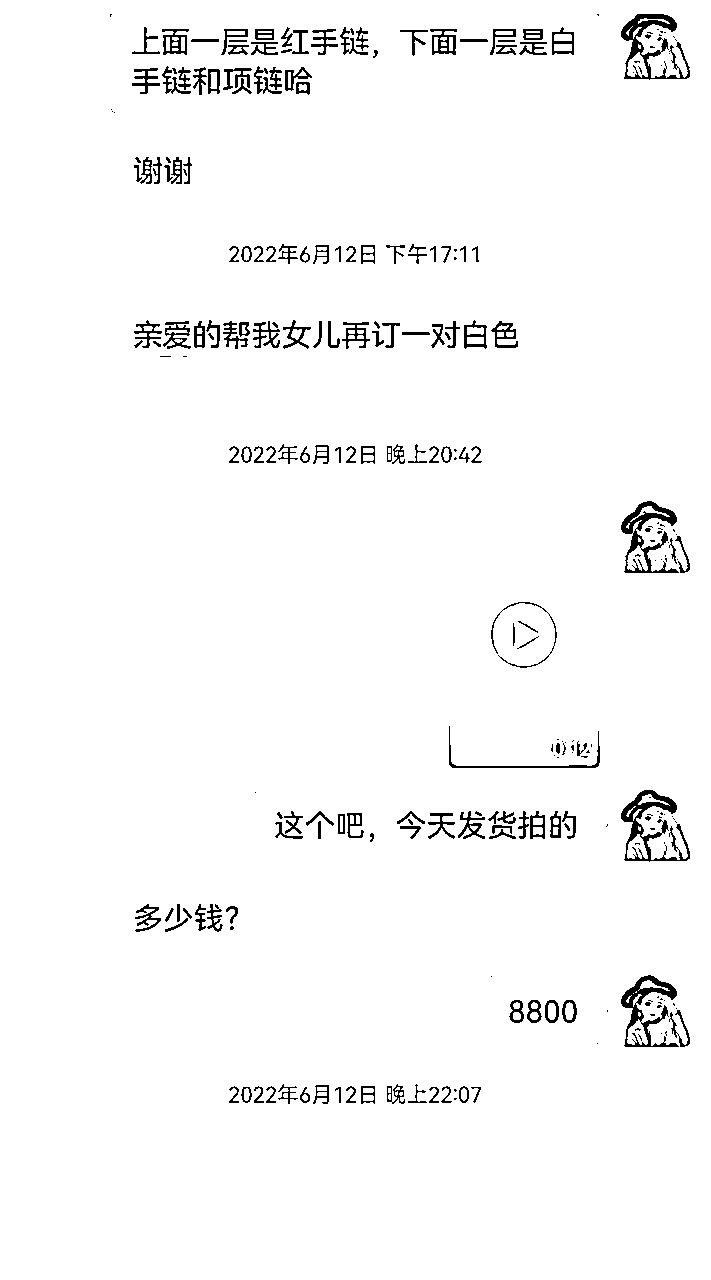 上面一层是红手链，下面一层是白
手链和项链哈
谢谢
2022年6月12日 下午17:11
亲爱的帮我女儿再订一对白色
2022年6月12日 晚上20:42
这个吧，今天发货拍的
多少钱？
8800
2022年6月12日 晚上22:07